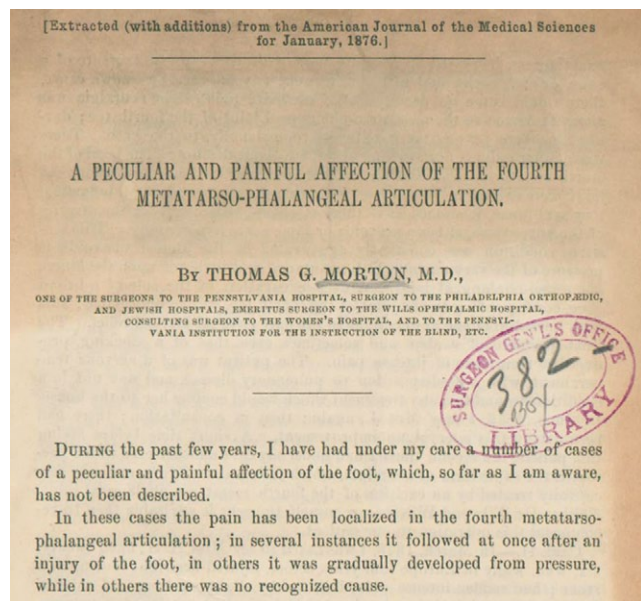 [Extracted (with additions) from the American Journal of the Medical Sciences
for January, 1876.]
A PECULIAR AND PAINFUL AFFECTION OF THE FOURTH
METATARSO-PHALANGEAL ARTICULATION.
By THOMAS G. MORTON, M.D.,
ONE OF THE SURGEONS TO THE PENNSYLVANIA HOSPITAL, SURGEON TO THE PHILADELPHIA ORTHOPÆDIC,
AND JEWISH HOSPITALS, EMERITUS SURGEON TO THE WILLS OPHTHALMIC HOSPITAL,
CONSULTING SURGEON TO THE WOMEN'S HOSPITAL, AND TO THE PENNSYL-
VANIA INSTITUTION FOR THE INSTRUCTION OF THE BLIND, ETC.
SURGEON GEN'L'S OFFICE
382
Box
LIBRARY
DURING the past few years, I have had under my care a number of cases
of a peculiar and painful affection of the foot, which, so far as I am aware,
has not been described.
In these cases the pain has been localized in the fourth metatarso-
phalangeal articulation; in several instances it followed at once after an
injury of the foot, in others it was gradually developed from pressure,
while in others there was no recognized cause.